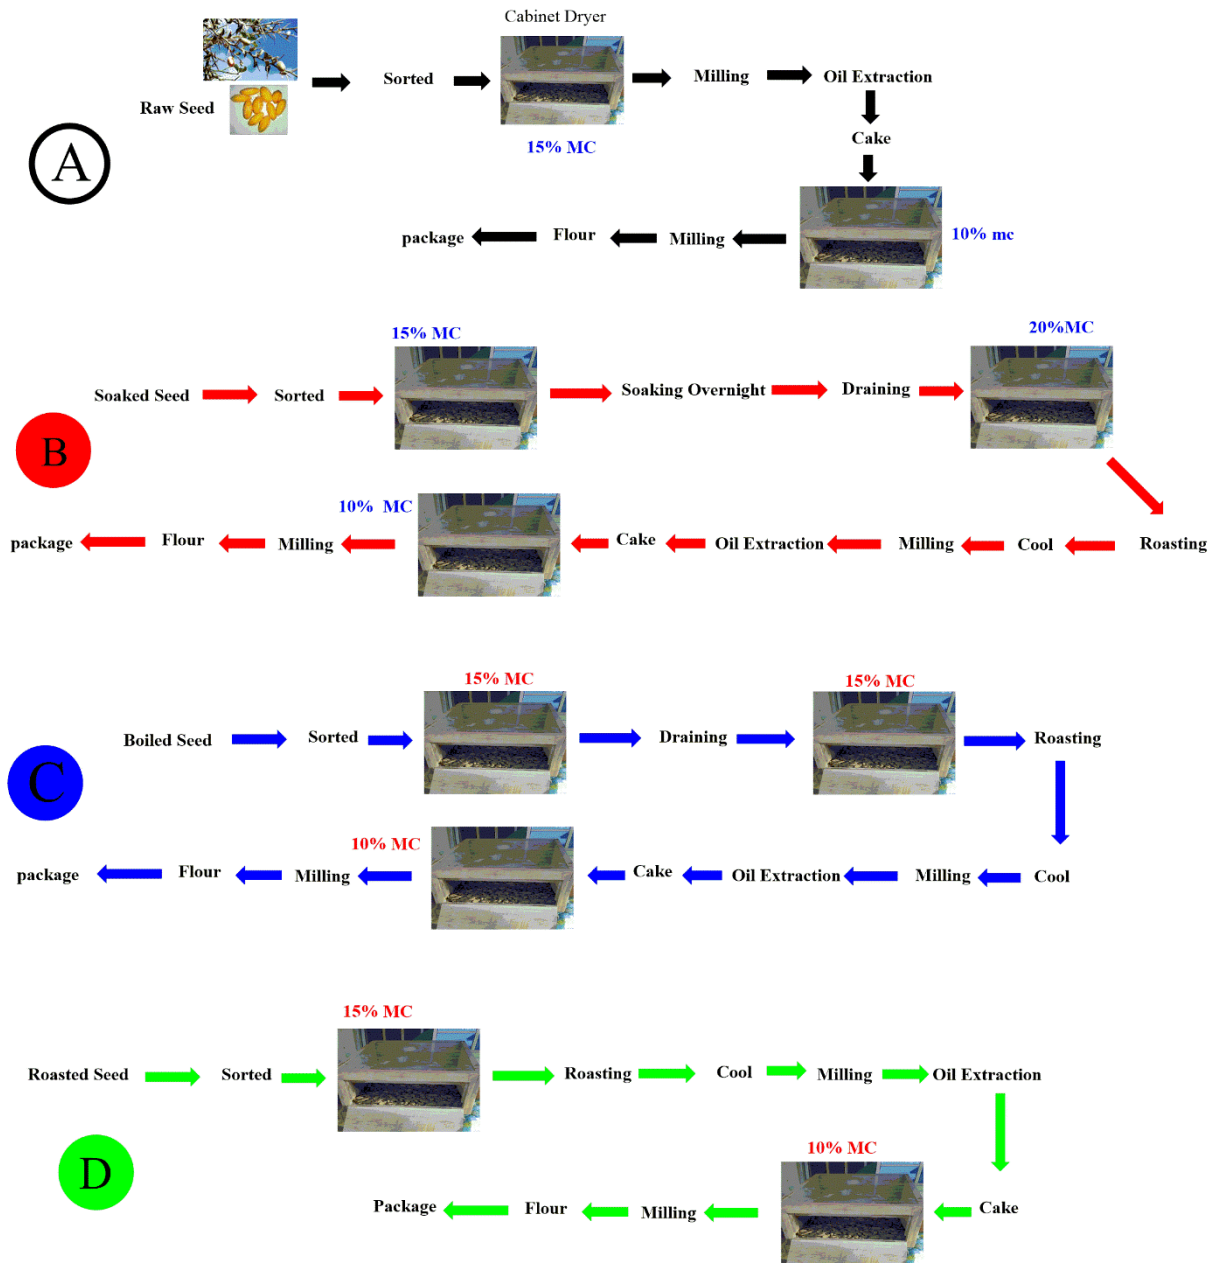 Cabinet Dryer
Raw Seed
Sorted
15% MC
Milling
Oil Extraction
Cake
10% mc
Milling
Flour
package
A
15% MC
20%MC
Soaked Seed
Sorted
Soaking Overnight
Draining
B
Roasting
Cool
Milling
Oil Extraction
Cake
10% MC
Milling
Flour
package
15% MC
15% MC
Boiled Seed
Sorted
Draining
Roasting
C
Cool
Milling
Oil Extraction
Cake
10% MC
Milling
Flour
package
15% MC
Roasted Seed
Sorted
Roasting
Cool
Milling
Oil Extraction
D
Cake
10% MC
Milling
Flour
Package